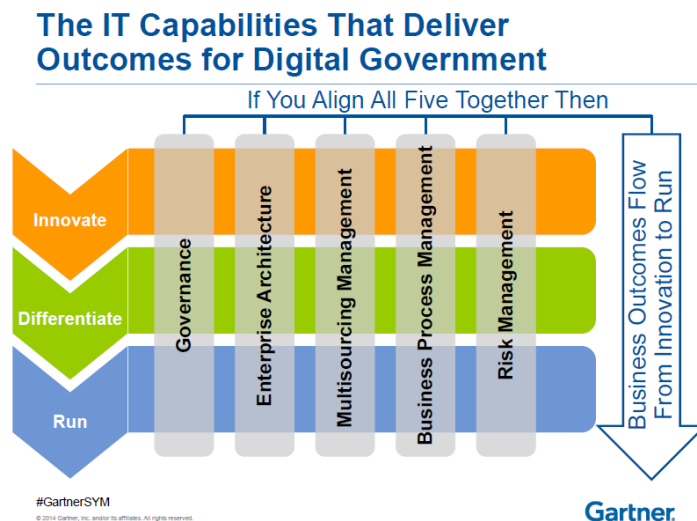 The IT Capabilities That Deliver
Outcomes for Digital Government
If You Align All Five Together Then
Innovate
Differentiate
Run
Governance
Enterprise Architecture
Multisourcing Management
Business Process Management
Risk Management
Business Outcomes Flow
From Innovation to Run
#GartnerSYM
© 2014 Gartner, Inc. and/or its affiliates. All rights reserved.
Gartner.